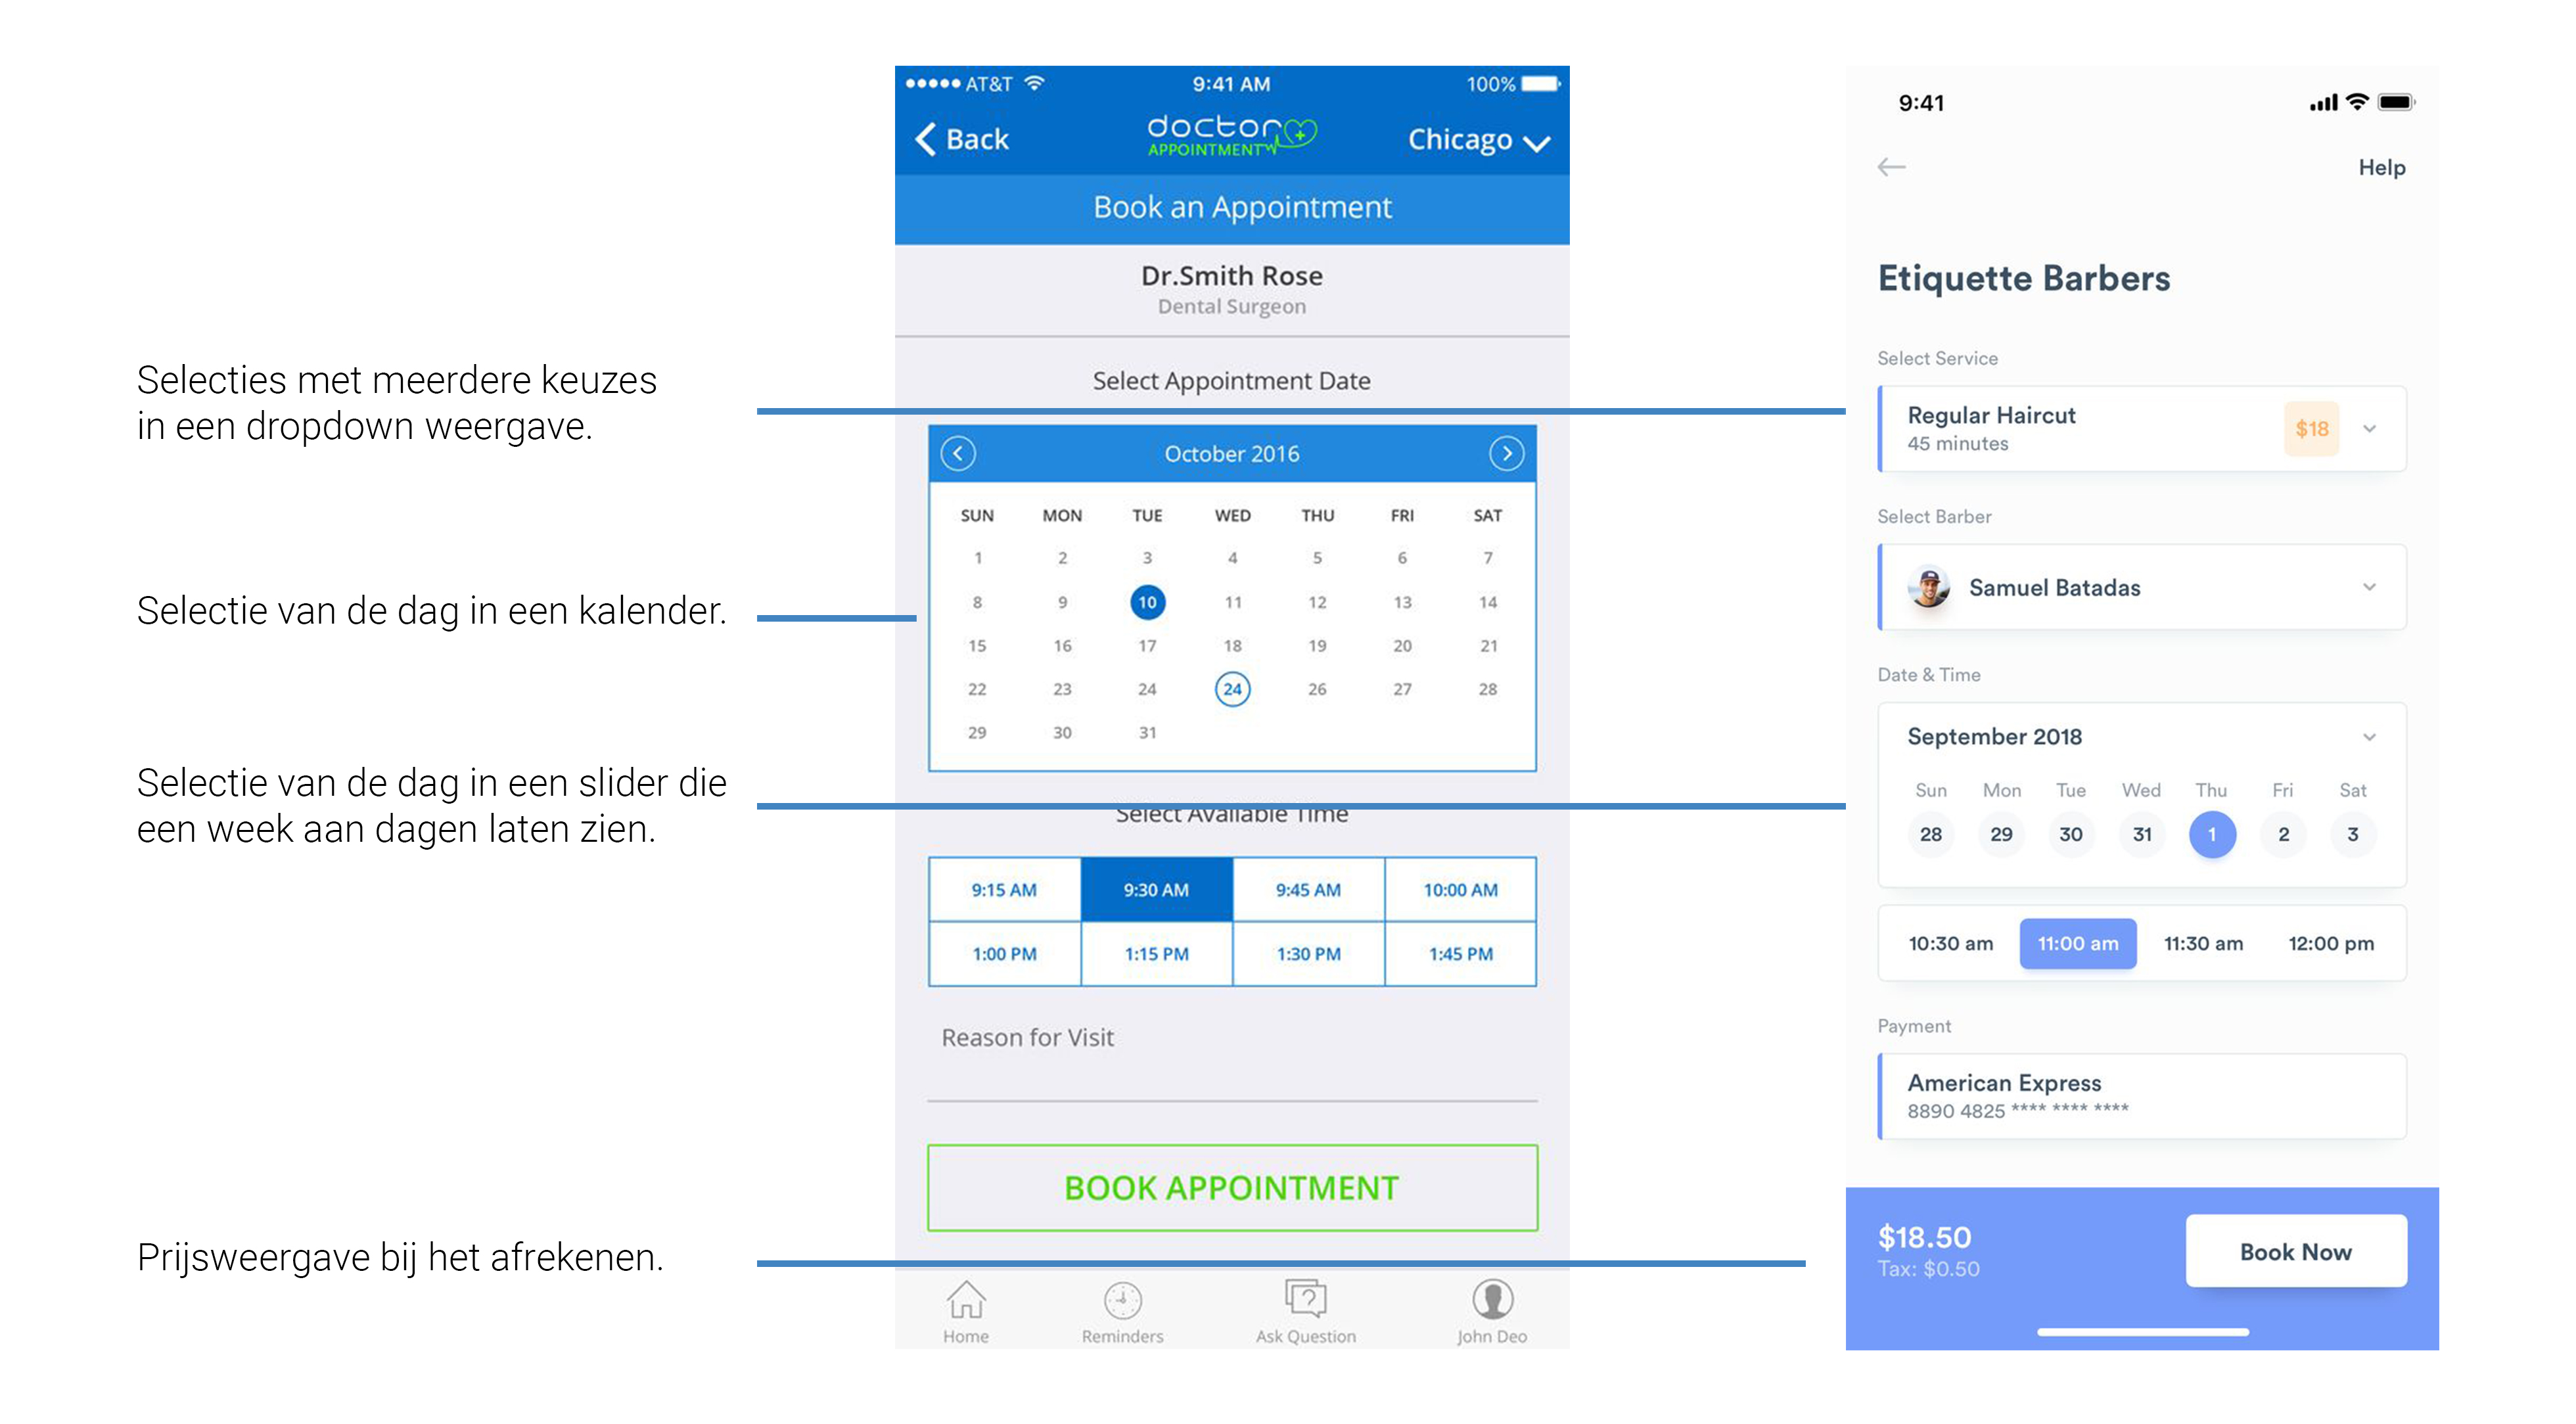 Selecties met meerdere keuzes
in een dropdown weergave.
Selectie van de dag in een kalender.
Selectie van de dag in een slider die
een week aan dagen laten zien.
Prijsweergave bij het afrekenen.
AT&T 9:41 AM 100%
Back doctor APPOINTMENT Chicago
Book an Appointment
Dr.Smith Rose
Dental Surgeon
Select Appointment Date
October 2016
SUN MON TUE WED THU FRI SAT
1 2 3 4 5 6 7
8 9 10 11 12 13 14
15 16 17 18 19 20 21
22 23 24 24 26 27 28
29 30 31
Select Available Time
9:15 AM 9:30 AM 9:45 AM 10:00 AM
1:00 PM 1:15 PM 1:30 PM 1:45 PM
Reason for Visit
BOOK APPOINTMENT
Home Reminders Ask Question John Deo
9:41
Help
Etiquette Barbers
Select Service
Regular Haircut
45 minutes
$18
Select Barber
Samuel Batadas
Date & Time
September 2018
Sun Mon Tue Wed Thu Fri Sat
28 29 30 31 1 2 3
10:30 am 11:00 am 11:30 am 12:00 pm
Payment
American Express
8890 4825 **** **** ****
$18.50
Tax: $0.50
Book Now